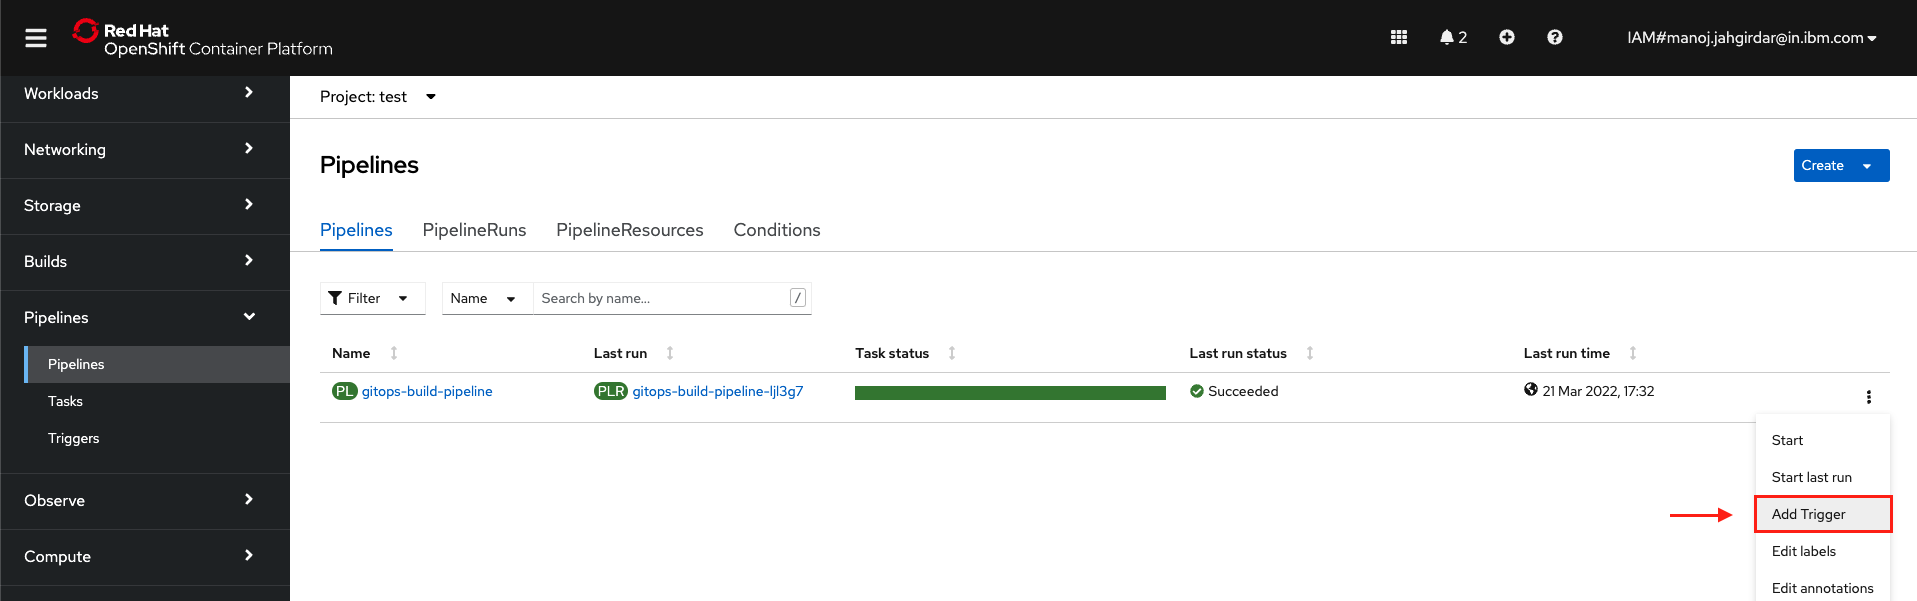 Red Hat
OpenShift Container Platform
2
IAM#manoj.jahgirdar@in.ibm.com
Workloads
Networking
Storage
Builds
Pipelines
Pipelines
Tasks
Triggers
Observe
Compute
Project: test
Pipelines
Create
Pipelines PipelineRuns PipelineResources Conditions
Filter Name Search by name... /
Name Last run Task status Last run status Last run time
PL gitops-build-pipeline PLR gitops-build-pipeline-ljl3g7 Succeeded 21 Mar 2022, 17:32
Start
Start last run
Add Trigger
Edit labels
Edit annotations